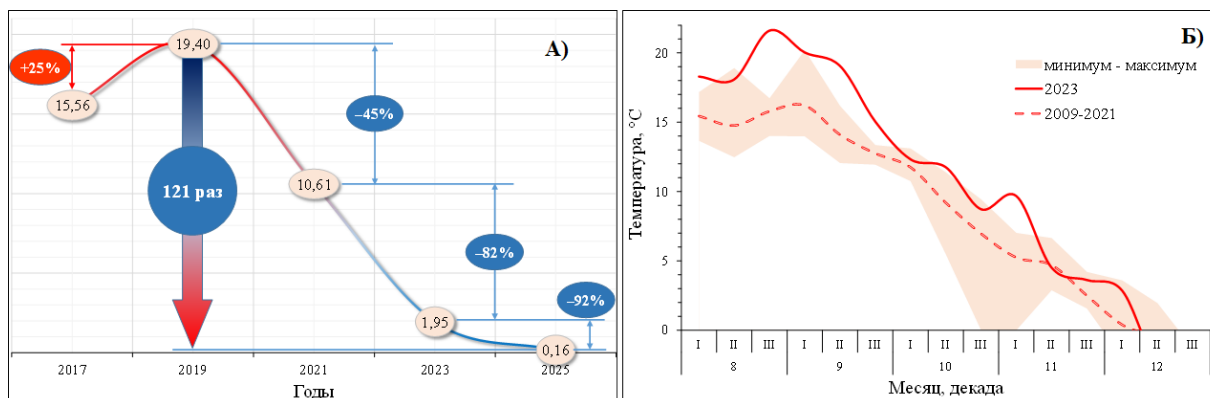 А)
+25%
19,40
15,56
–45%
121 раз
10,61
–82%
–92%
1,95
0,16
2017 2019 2021 2023 2025
Годы
Б)
Температура, °C
20
15
10
5
0
минимум - максимум
2023
2009-2021
I II III I II III I II III I II III I II III
8 9 10 11 12
Месяц, декада